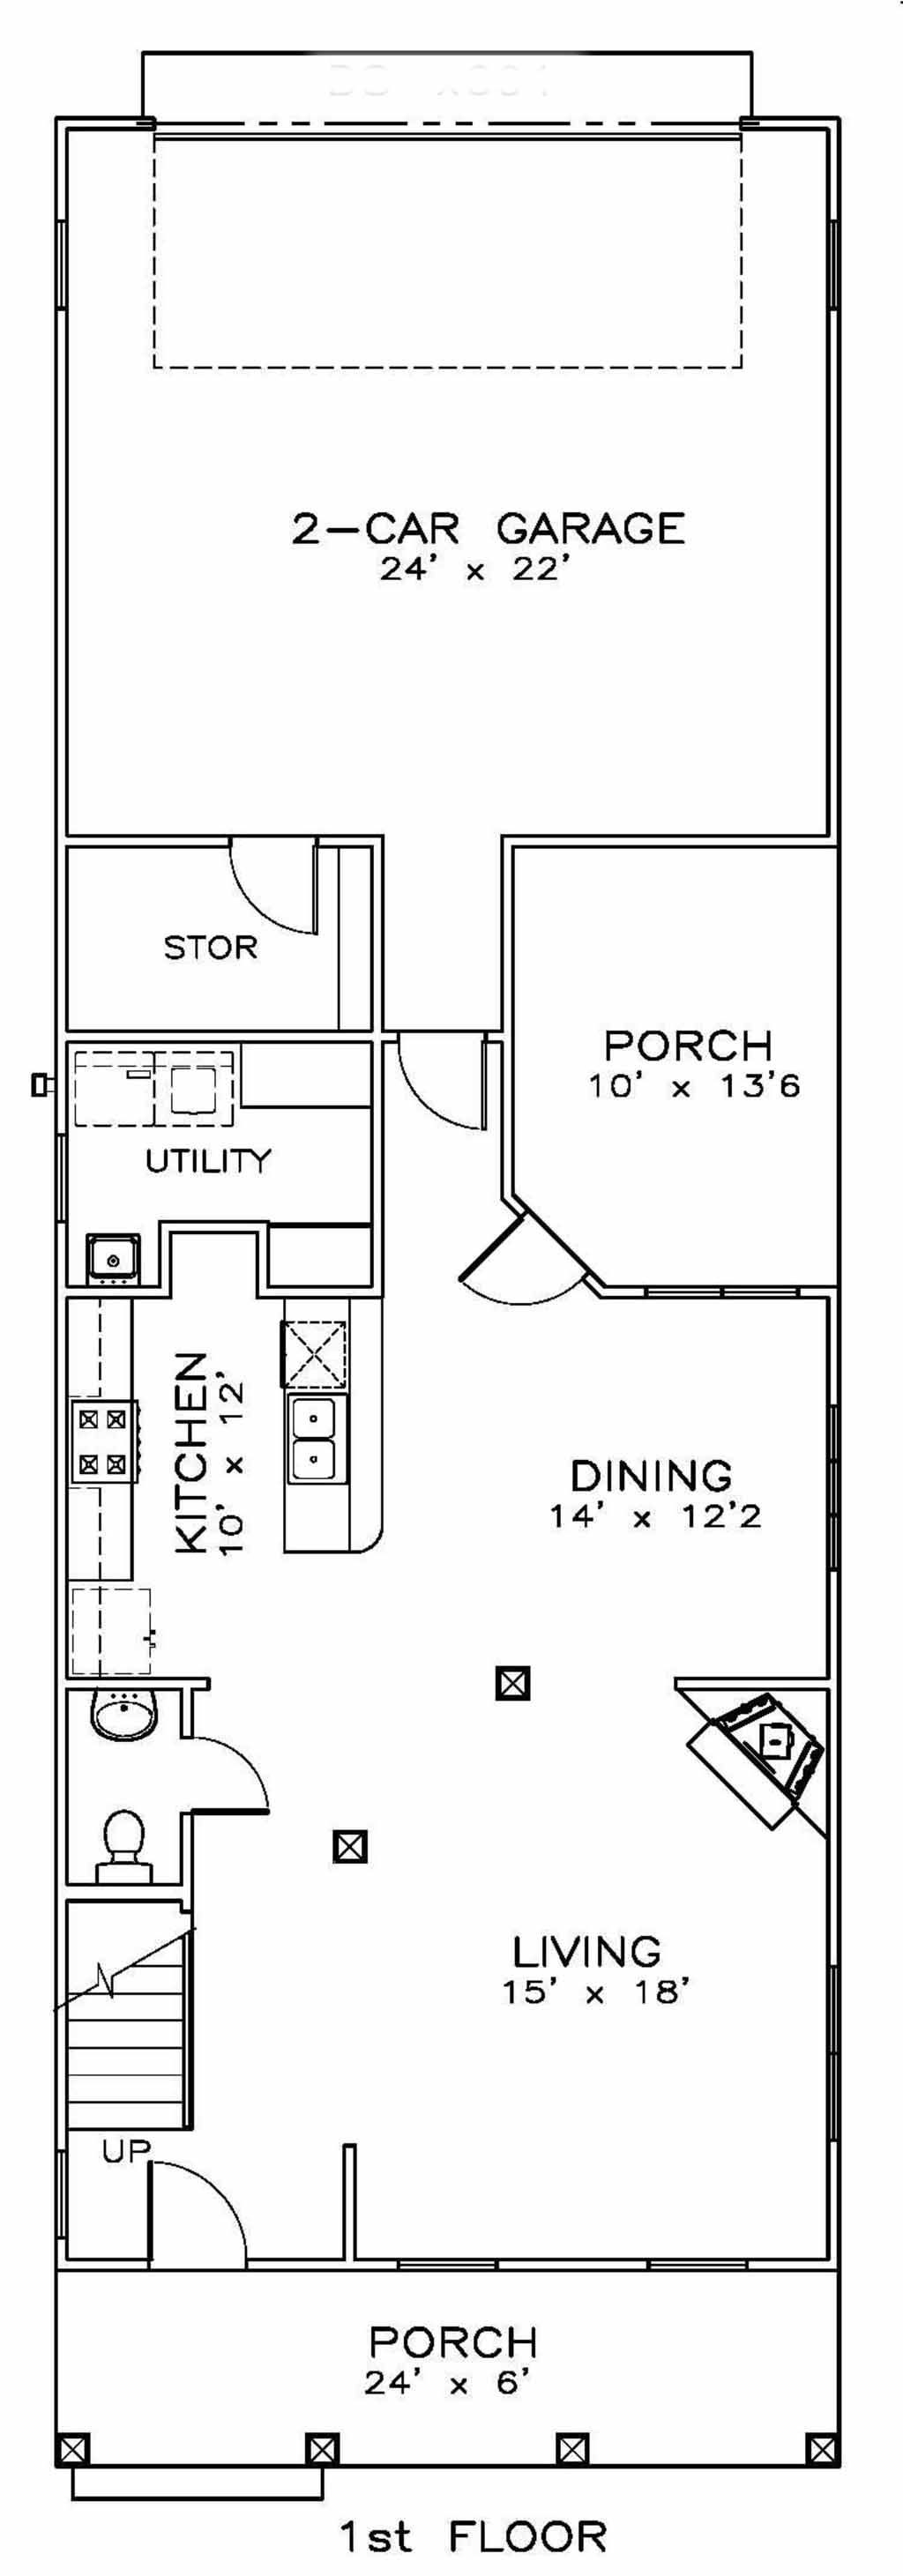 2-CAR GARAGE
24' x 22'
STOR
PORCH
10' x 13'6
UTILITY
KITCHEN
10' x 12'
DINING
14' x 12'2
LIVING
15' x 18'
UP
PORCH
24' x 6'
1st FLOOR